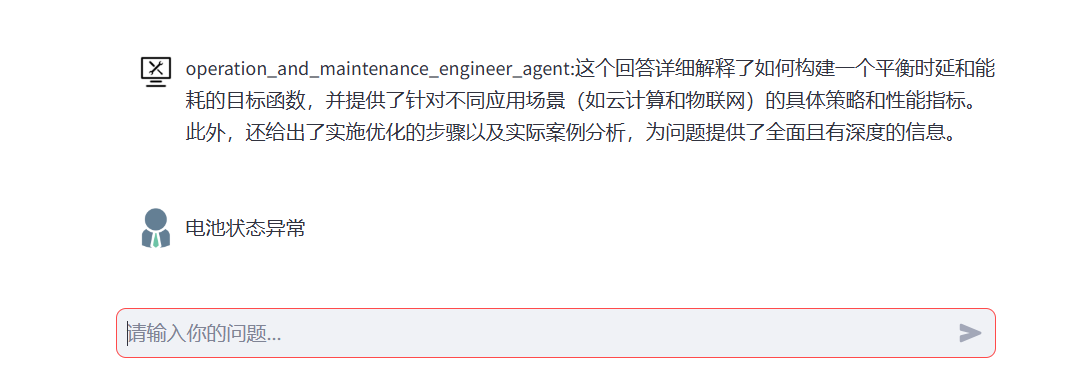 operation_and_maintenance_engineer_agent:这个回答详细解释了如何构建一个平衡时延和能
耗的目标函数，并提供了针对不同应用场景（如云计算和物联网）的具体策略和性能指标。
此外，还给出了实施优化的步骤以及实际案例分析，为问题提供了全面且有深度的信息。
电池状态异常
请输入你的问题...